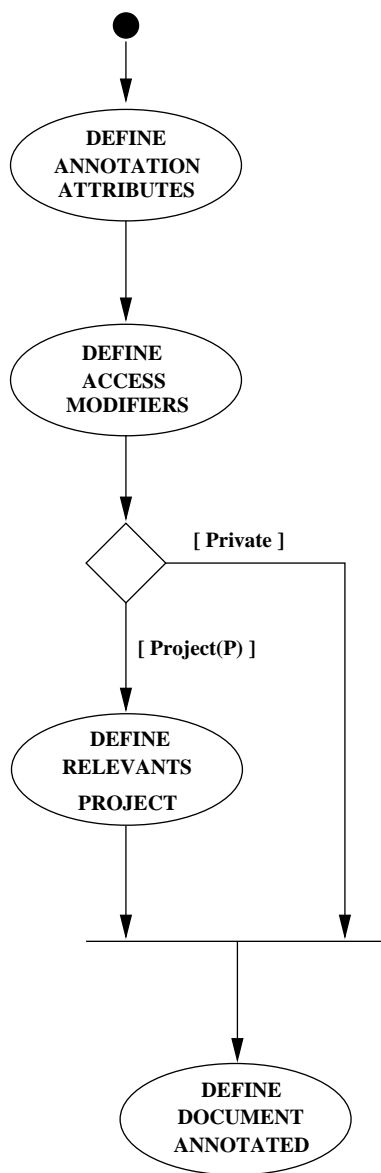 DEFINE
ANNOTATION
ATTRIBUTES
DEFINE
ACCESS
MODIFIERS
[ Private ]
[ Project(P) ]
DEFINE
RELEVANTS
PROJECT
DEFINE
DOCUMENT
ANNOTATED